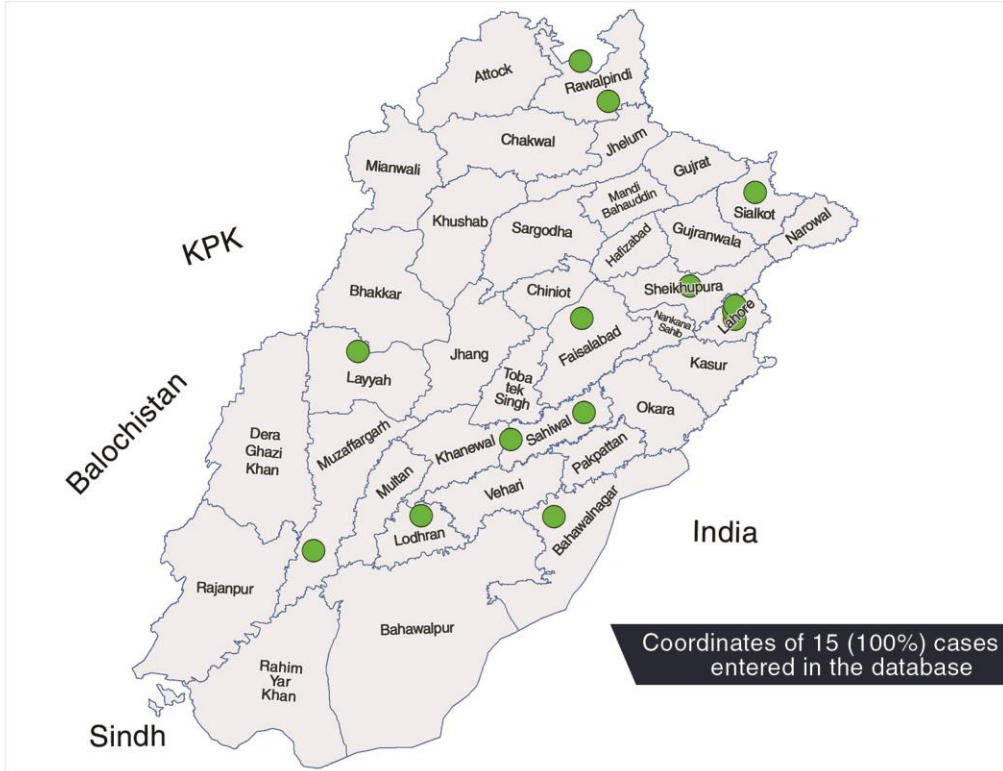 Attock
Rawalpindi
Chakwal
Jhelum
Mianwali
Gujrat
Mandi
Bahauddin
Sialkot
Khushab
Sargodha
Hafizabad
Gujranwala
Narowal
KPK
Bhakkar
Chiniot
Sheikhupura
Lahore
Nankana
Sahib
Faisalabad
Jhang
Layyah
Kasur
Toba
tek
Singh
Okara
Balochistan
Dera
Ghazi
Khan
Muzaffargarh
Khanewal
Sahiwal
Multan
Pakpattan
Vehari
Lodhran
Bahawalnagar
India
Rajanpur
Bahawalpur
Rahim
Yar
Khan
Sindh
Coordinates of 15 (100%) cases
entered in the database